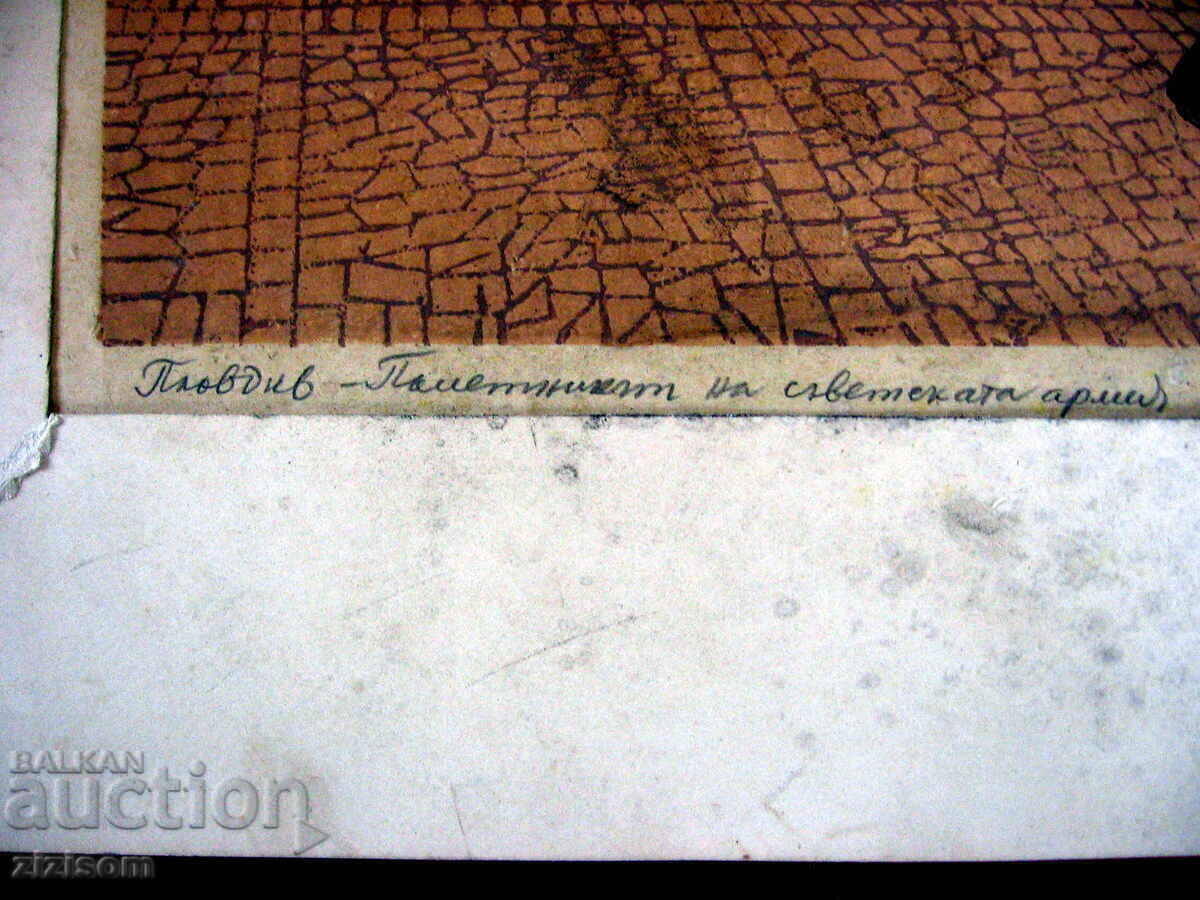 Пловдив - Паметникът на съветската армия
BALKAN
auction
zizisom